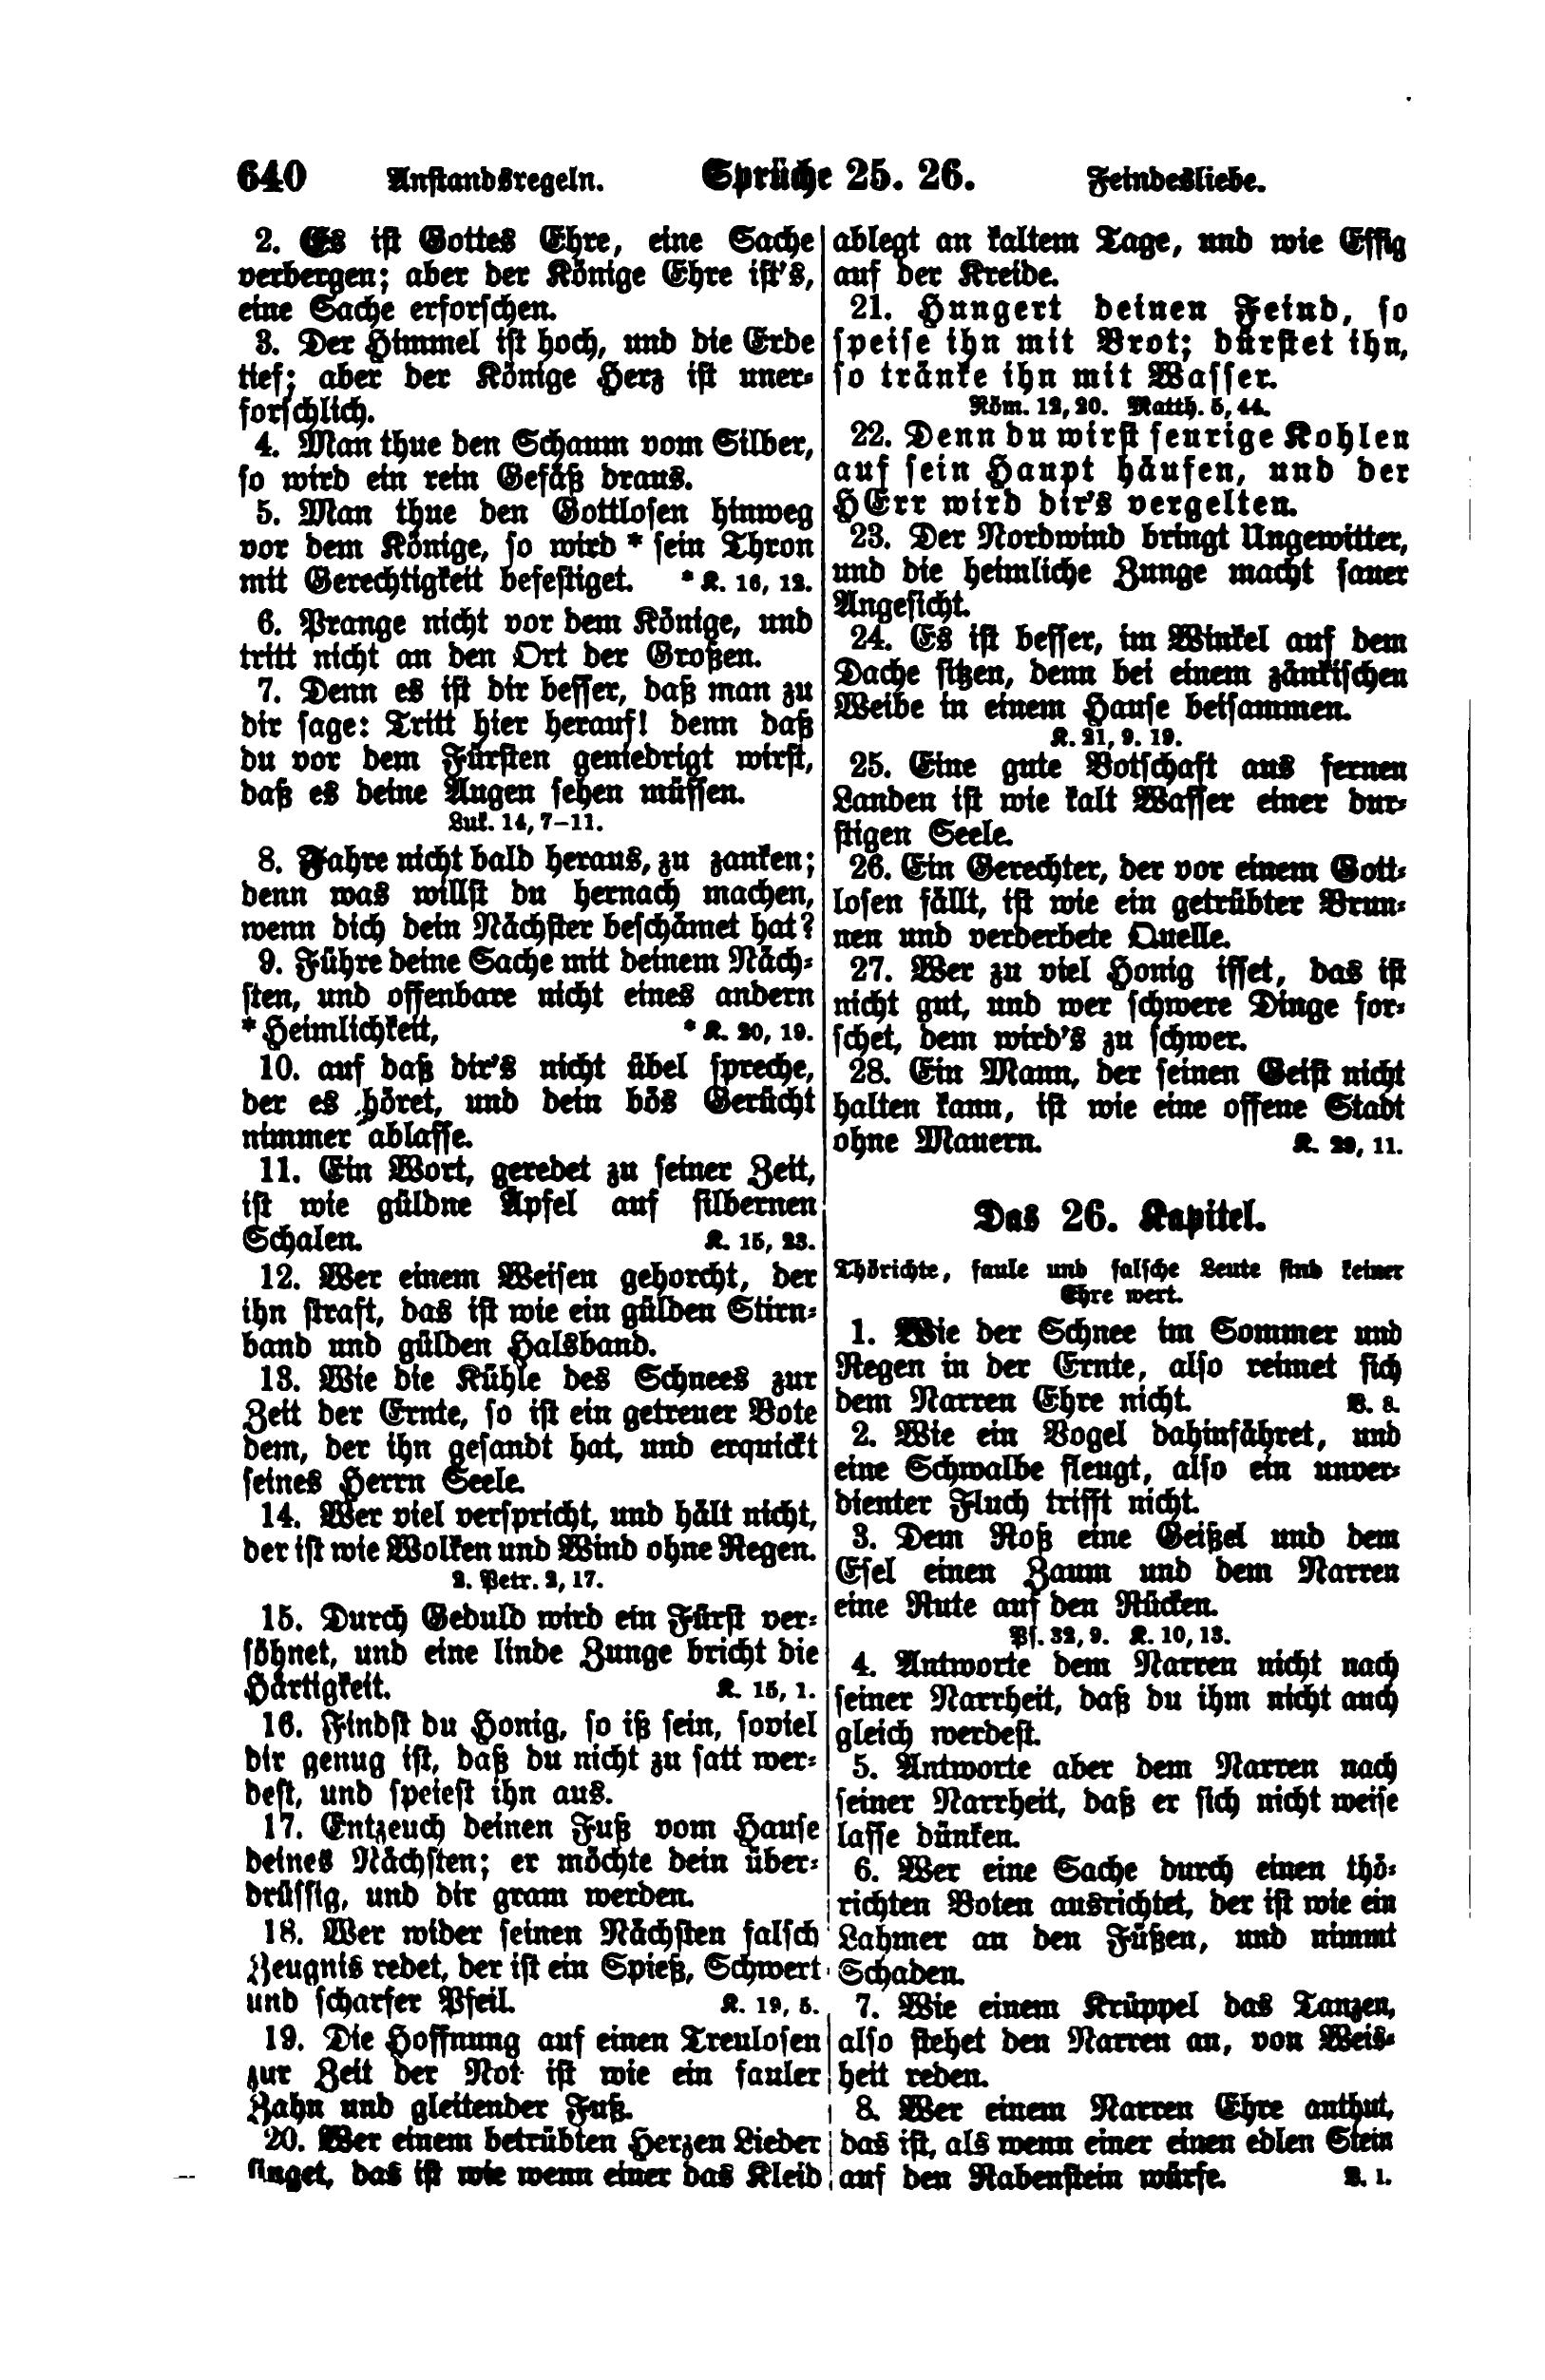 640 Anstandsregeln. Sprüche 25. 26. Feindesliebe.
2. Es ist Gottes Ehre, eine Sache
verbergen; aber der Könige Ehre ist's,
eine Sache erforschen.
3. Der Himmel ist hoch, und die Erde
tief; aber der Könige Herz ist uner-
forschlich.
4. Man thue den Schaum vom Silber,
so wird ein rein Gefäß draus.
5. Man thue den Gottlosen hinweg
vor dem Könige, so wird * sein Thron
mit Gerechtigkeit befestiget. * K. 16, 12.
6. Prange nicht vor dem Könige, und
tritt nicht an den Ort der Großen.
7. Denn es ist dir besser, daß man zu
dir sage: Tritt hier herauf! denn daß
du vor dem Fürsten geniedrigt wirst,
daß es deine Augen sehen müssen.
Luk. 14, 7–11.
8. Fahre nicht bald heraus, zu zanken;
denn was willst du hernach machen,
wenn dich dein Nächster beschämet hat?
9. Führe deine Sache mit deinem Näch-
sten, und offenbare nicht eines andern
* Heimlichkeit, * K. 20, 19.
10. auf daß dir's nicht übel spreche,
der es höret, und dein bös Gerücht
nimmer ablasse.
11. Ein Wort, geredet zu seiner Zeit,
ist wie güldne Äpfel auf silbernen
Schalen. K. 15, 23.
12. Wer einem Weisen gehorcht, der
ihn straft, das ist wie ein gülden Stirn-
band und gülden Halsband.
13. Wie die Kühle des Schnees zur
Zeit der Ernte, so ist ein getreuer Bote
dem, der ihn gesandt hat, und erquickt
seines Herrn Seele.
14. Wer viel verspricht, und hält nicht,
der ist wie Wolken und Wind ohne Regen.
2. Petr. 2, 17.
15. Durch Geduld wird ein Fürst ver-
söhnet, und eine linde Zunge bricht die
Härtigkeit. K. 15, 1.
16. Findst du Honig, so iß sein, soviel
dir genug ist, daß du nicht zu satt wer-
dest, und speiest ihn aus.
17. Entzeuch deinen Fuß vom Hause
deines Nächsten; er möchte dein über-
drüssig, und dir gram werden.
18. Wer wider seinen Nächsten falsch
Zeugnis redet, der ist ein Spieß, Schwert
und scharfer Pfeil. K. 19, 5.
19. Die Hoffnung auf einen Treulosen
zur Zeit der Not ist wie ein fauler
Zahn und gleitender Fuß.
20. Wer einem betrübten Herzen Lieder
singet, das ist wie wenn einer das Kleid
ablegt an kaltem Tage, und wie Essig
auf der Kreide.
21. Hungert deinen Feind, so
speise ihn mit Brot; dürstet ihn,
so tränke ihn mit Wasser.
Röm. 12, 20. Matth. 5, 44.
22. Denn du wirst feurige Kohlen
auf sein Haupt häufen, und der
HErr wird dir's vergelten.
23. Der Nordwind bringt Ungewitter,
und die heimliche Zunge macht sauer
Angesicht.
24. Es ist besser, im Winkel auf dem
Dache sitzen, denn bei einem zänkischen
Weibe in einem Hause beisammen.
K. 21, 9. 19.
25. Eine gute Botschaft aus fernen
Landen ist wie kalt Wasser einer dur-
stigen Seele.
26. Ein Gerechter, der vor einem Gott-
losen fällt, ist wie ein getrübter Brun-
nen und verderbete Quelle.
27. Wer zu viel Honig isset, das ist
nicht gut, und wer schwere Dinge for-
schet, dem wird's zu schwer.
28. Ein Mann, der seinen Geist nicht
halten kann, ist wie eine offene Stadt
ohne Mauern. K. 29, 11.
Das 26. Kapitel.
Thörichte, faule und falsche Leute sind keiner
Ehre wert.
1. Wie der Schnee im Sommer und
Regen in der Ernte, also reimet sich
dem Narren Ehre nicht. V. 8.
2. Wie ein Vogel dahinfähret, und
eine Schwalbe fleugt, also ein unver-
dienter Fluch trifft nicht.
3. Dem Roß eine Geißel und dem
Esel einen Zaum und dem Narren
eine Rute auf den Rücken.
Ps. 32, 9. K. 10, 13.
4. Antworte dem Narren nicht nach
seiner Narrheit, daß du ihm nicht auch
gleich werdest.
5. Antworte aber dem Narren nach
seiner Narrheit, daß er sich nicht weise
lasse dünken.
6. Wer eine Sache durch einen thö-
richten Boten ausrichtet, der ist wie ein
Lahmer an den Füßen, und nimmt
Schaden.
7. Wie einem Krüppel das Tanzen,
also stehet den Narren an, von Weis-
heit reden.
8. Wer einem Narren Ehre anthut,
das ist, als wenn einer einen edlen Stein
auf den Rabenstein würfe. V. 1.